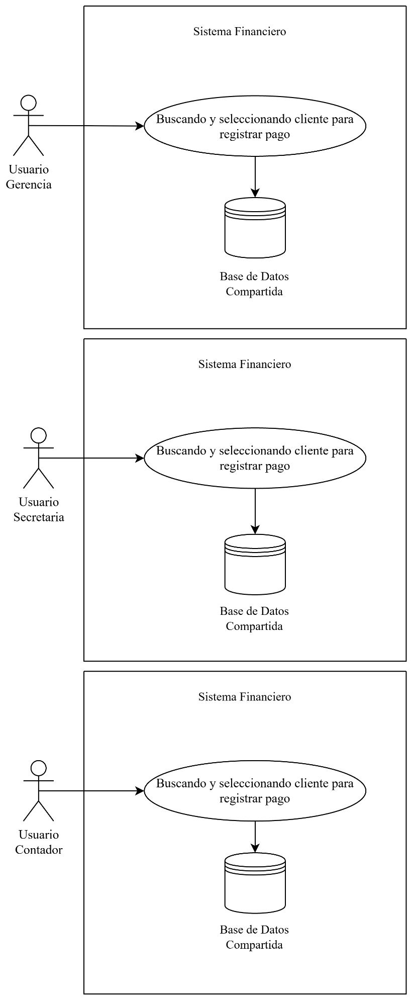 Sistema Financiero
Buscando y seleccionando cliente para
registrar pago
Usuario
Gerencia
Base de Datos
Compartida
Sistema Financiero
Buscando y seleccionando cliente para
registrar pago
Usuario
Secretaria
Base de Datos
Compartida
Sistema Financiero
Buscando y seleccionando cliente para
registrar pago
Usuario
Contador
Base de Datos
Compartida